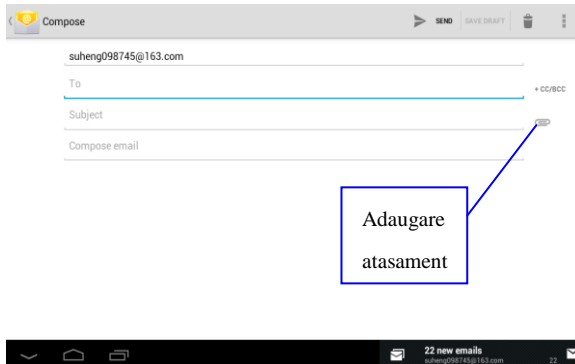 Compose
SEND
SAVE DRAFT
suheng098745@163.com
To
+ CC/BCC
Subject
Compose email
Adaugare
atasament
22 new emails
suheng098745@163.com
22